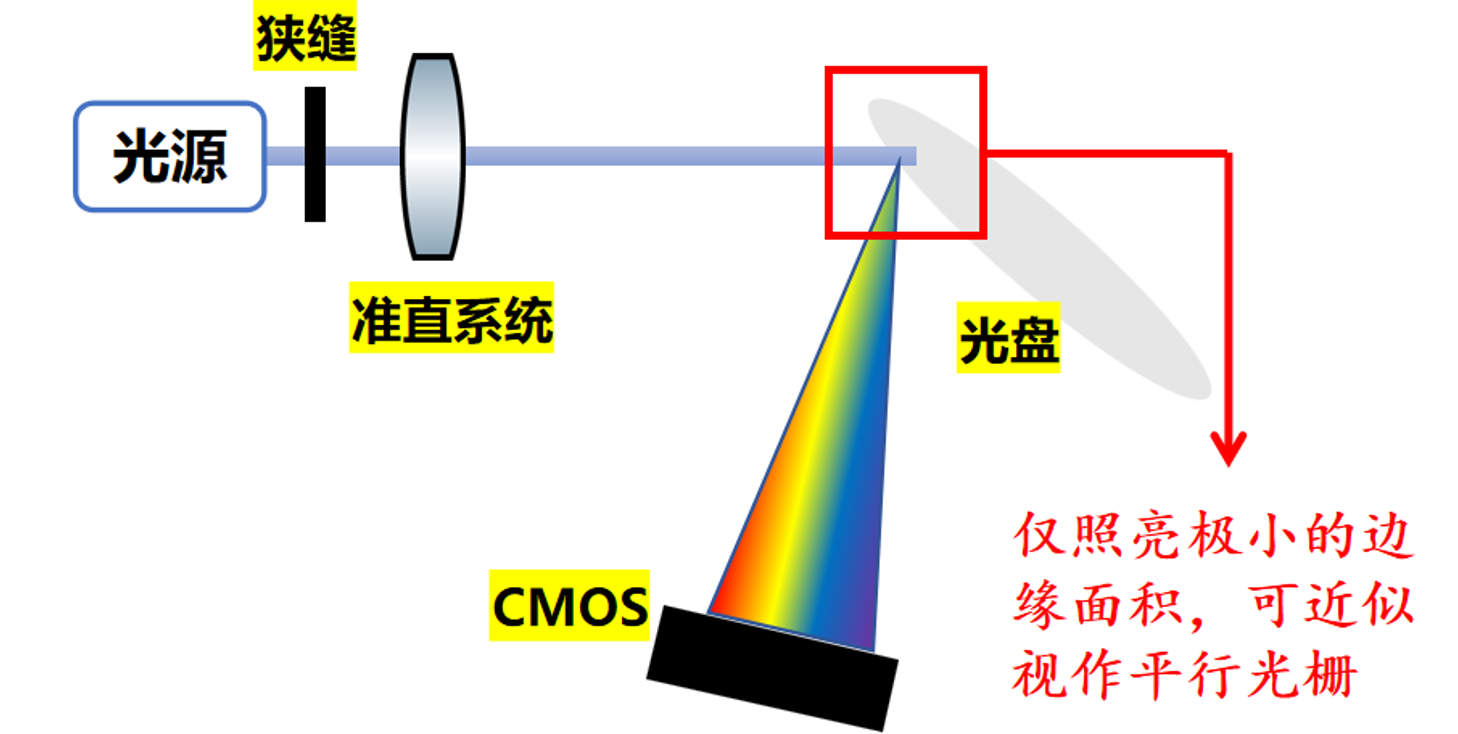 狭缝
光源
准直系统
光盘
CMOS
仅照亮极小的边
缘面积，可近似
视作平行光栅